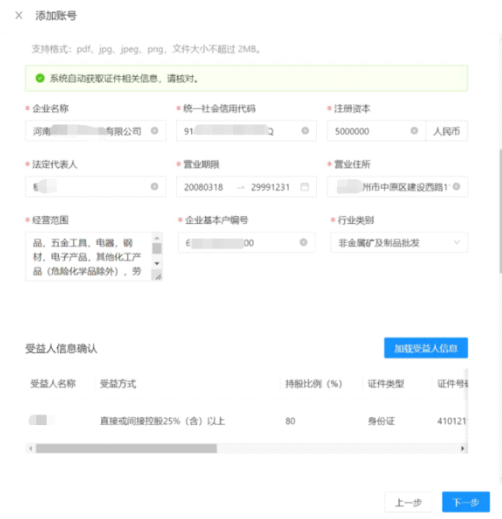 添加账号
支持格式：pdf、jpg、jpeg、png，文件大小不超过 2MB。
系统自动获取证件相关信息，请核对。
* 企业名称 * 统一社会信用代码 * 注册资本
河南 有限公司 91 Q 5000000 人民币
* 法定代表人 * 营业期限 * 营业住所
20080318 → 29991231 州市中原区建设西路1
* 经营范围 * 企业基本户编号 * 行业类别
品、五金工具、电器、钢 6 00 非金属矿及制品批发
材、电子产品、其他化工产
品（危险化学品除外）、劳
受益人信息确认 加载受益人信息
受益人名称 受益方式 持股比例（%） 证件类型 证件号码
直接或间接控股25%（含）以上 80 身份证 410121
上一步 下一步